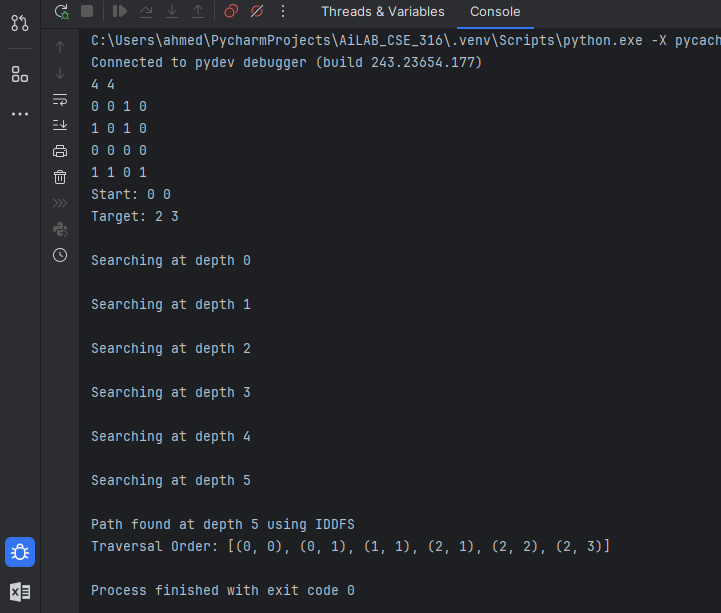 Threads & Variables Console
C:\Users\ahmed\PycharmProjects\AiLAB_CSE_316\.venv\Scripts\python.exe -X pycach
Connected to pydev debugger (build 243.23654.177)
4 4
0 0 1 0
1 0 1 0
0 0 0 0
1 1 0 1
Start: 0 0
Target: 2 3
Searching at depth 0
Searching at depth 1
Searching at depth 2
Searching at depth 3
Searching at depth 4
Searching at depth 5
Path found at depth 5 using IDDFS
Traversal Order: [(0, 0), (0, 1), (1, 1), (2, 1), (2, 2), (2, 3)]
Process finished with exit code 0